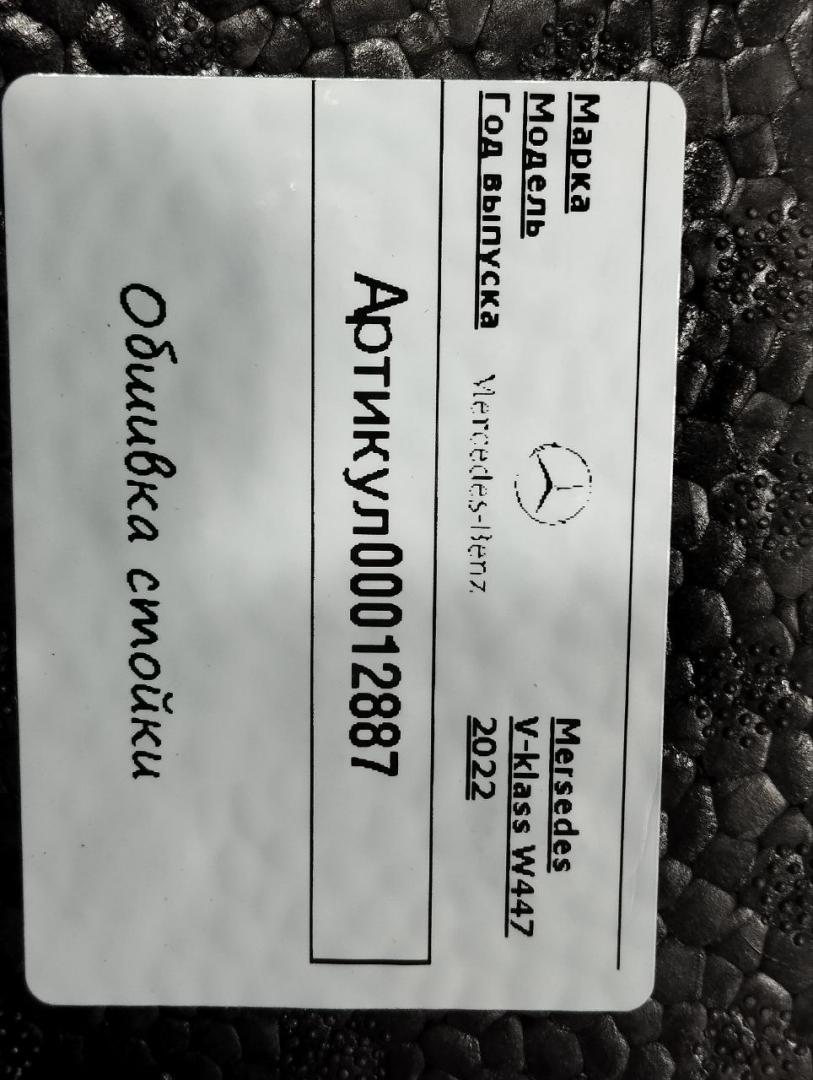 Марка
Mersedes
Модель
V-klass W447
Год выпуска
2022
Mercedes-Benz
Артикул00012887
Обшивка стойки